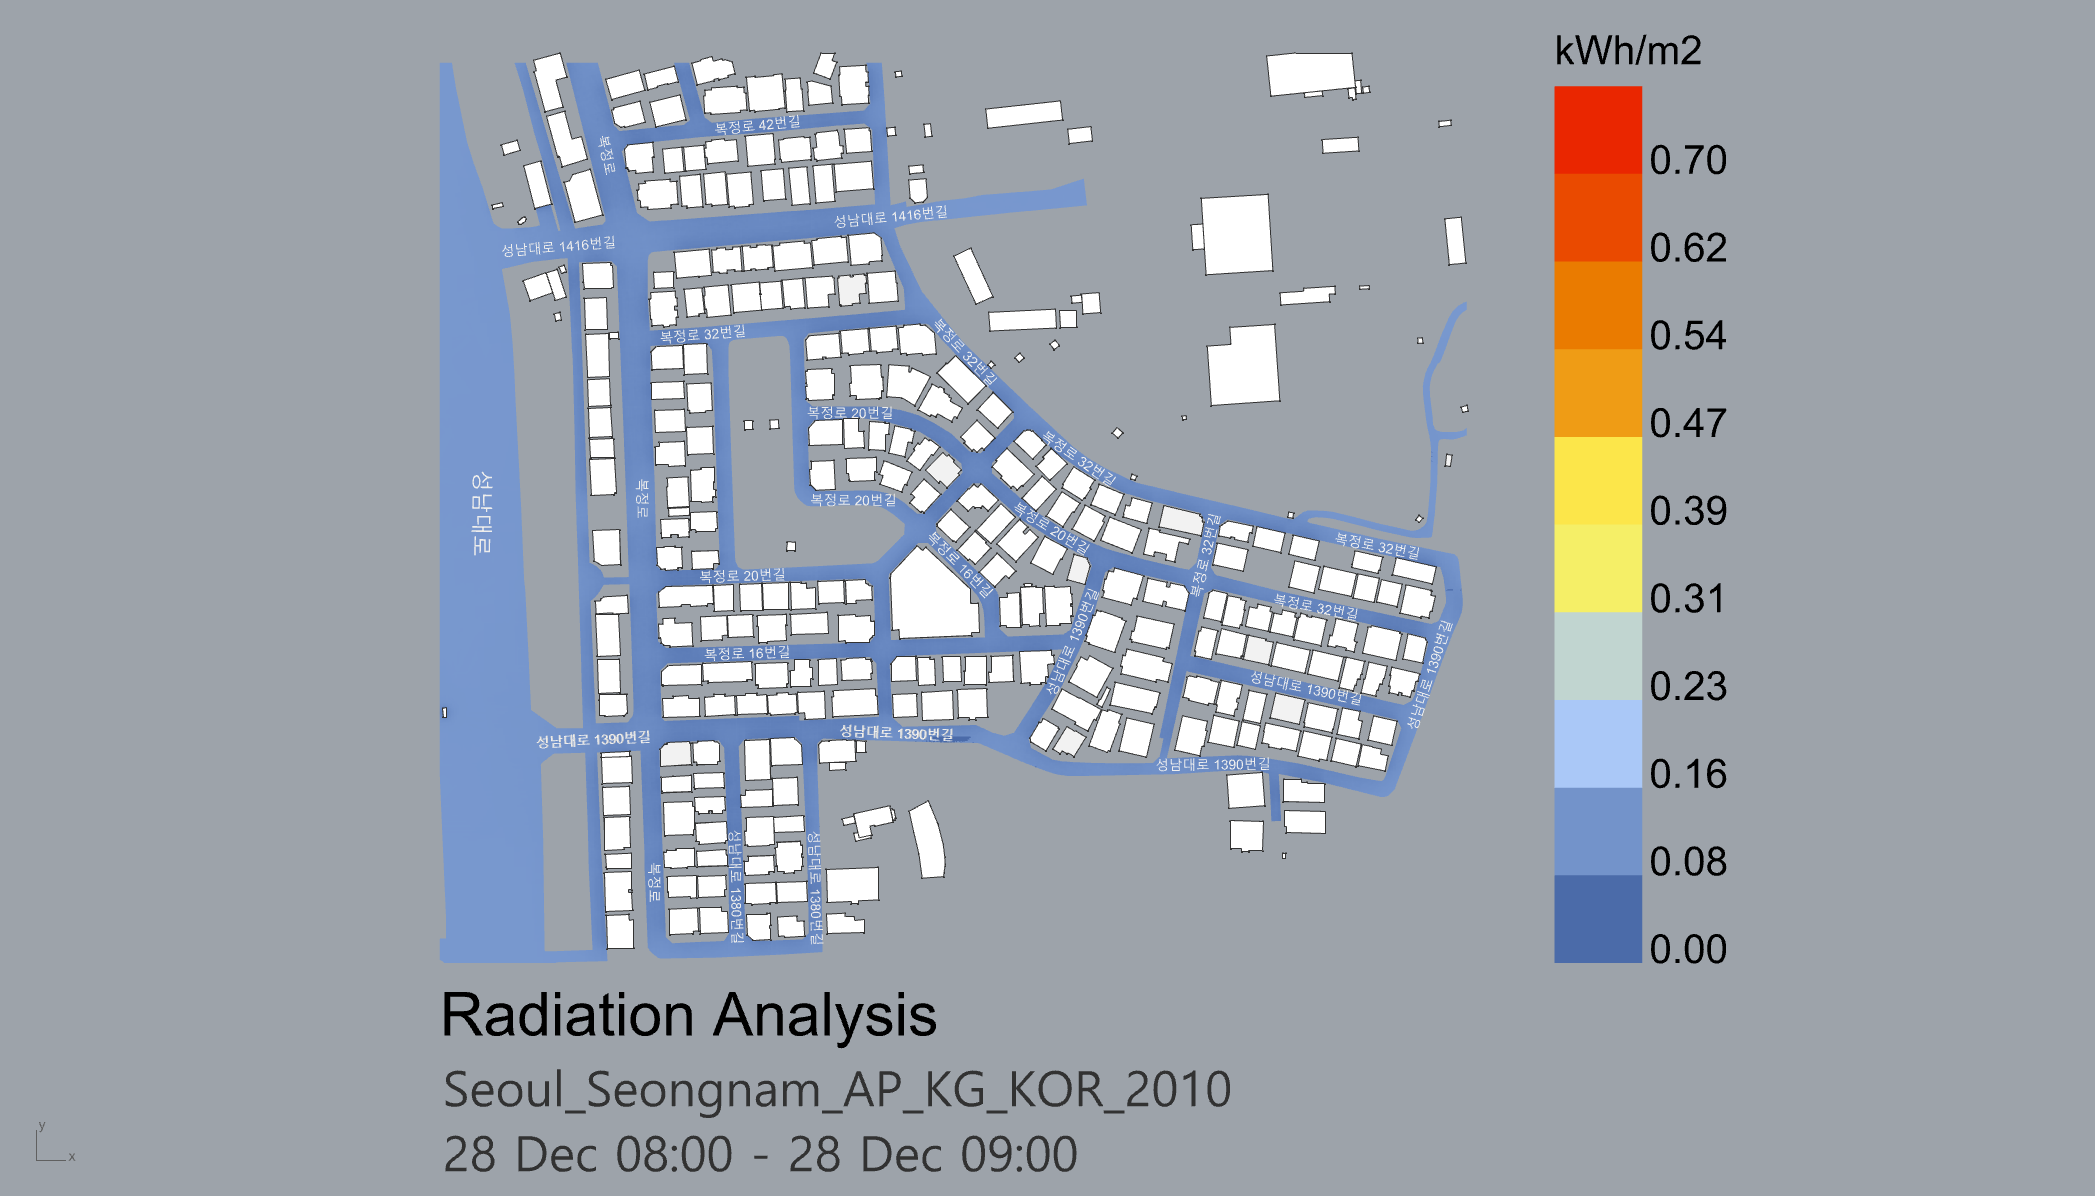 kWh/m2
0.70
0.62
0.54
0.47
0.39
0.31
0.23
0.16
0.08
0.00
복정로 42번길
복정로
성남대로 1416번길
성남대로 1416번길
복정로 32번길
복정로 32번길
복정로 20번길
복정로 32번길
성남대로
복정로
복정로 20번길
복정로 20번길
복정로 32번길
복정로 32번길
복정로 16번길
복정로 20번길
복정로 32번길
성남대로 1390번길
복정로 16번길
성남대로 1390번길
성남대로 1390번길
성남대로 1390번길
성남대로 1390번길
성남대로 1390번길
복정로
성남대로 1380번길
성남대로 1380번길
Radiation Analysis
Seoul_Seongnam_AP_KG_KOR_2010
28 Dec 08:00 - 28 Dec 09:00
y
x